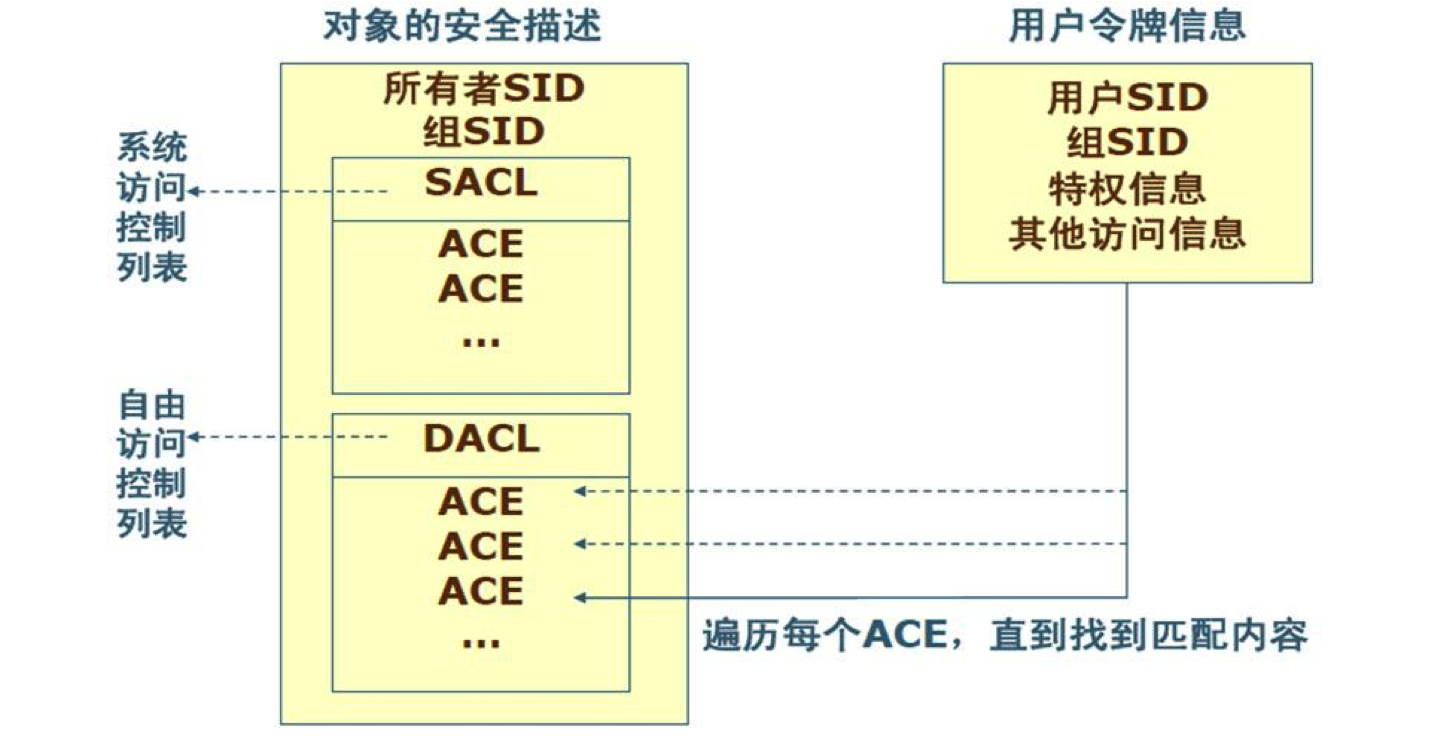 对象的安全描述
用户令牌信息
所有者SID
组SID
系统
访问
控制
列表
SACL
ACE
ACE
...
自由
访问
控制
列表
DACL
ACE
ACE
ACE
...
用户SID
组SID
特权信息
其他访问信息
遍历每个ACE，直到找到匹配内容